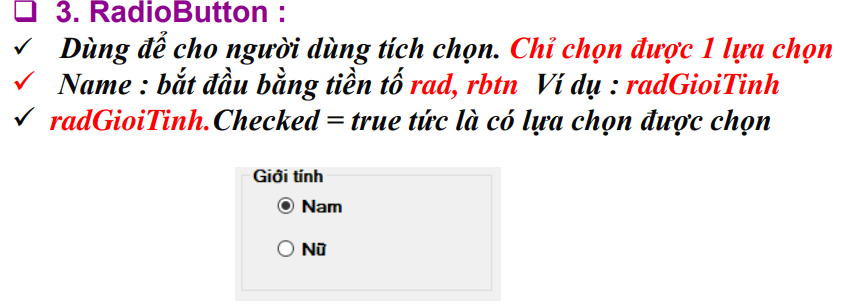 ❑ 3. RadioButton :
✓ Dùng để cho người dùng tích chọn. Chỉ chọn được 1 lựa chọn
✓ Name : bắt đầu bằng tiền tố rad, rbtn Ví dụ : radGioiTinh
✓ radGioiTinh.Checked = true tức là có lựa chọn được chọn
Giới tính
Nam
Nữ